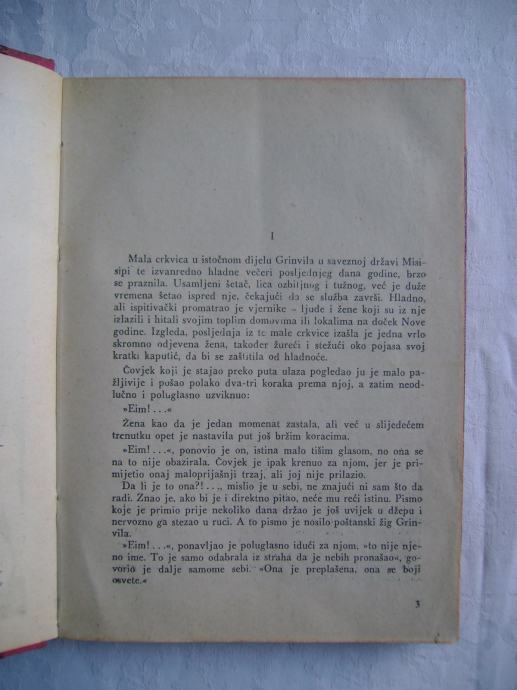 I
Mala crkvica u istočnom dijelu Grinvila u saveznoj državi Misi-
sipi te izvanredno hladne večeri posljednjeg dana godine, brzo
se praznila. Usamljeni šetač, lica ozbiljnog i tužnog, već je duže
vremena šetao ispred nje, čekajući da se služba završi. Hladno,
ali ispitivački promatrao je vjernike – ljude i žene koji su iz nje
izlazili i hitali svojim toplim domovima ili lokalima na doček Nove
godine. Izgleda, posljednja iz te male crkvice izašla je jedna vrlo
skromno odjevena žena, također žureći i stežući oko pojasa svoj
kratki kaputić, da bi se zaštitila od hladnoće.
Čovjek koji je stajao preko puta ulaza pogledao ju je malo pa-
žljivije i pošao polako dva-tri koraka prema njoj, a zatim neod-
lučno i poluglasno uzviknuo:
»Eim!...«
Žena kao da je jedan momenat zastala, ali već u slijedećem
trenutku opet je nastavila put još bržim koracima.
»Eim!...«, ponovio je on, istina malo tišim glasom, no ona se
na to nije obazirala. Čovjek je ipak krenuo za njom, jer je pri-
mijetio onaj maloprijašnji trzaj, ali joj nije prilazio.
Da li je to ona?!..., mislio je u sebi, ne znajući ni sam što da
radi. Znao je, ako bi je i direktno pitao, neće mu reći istinu. Pismo
koje je primio prije nekoliko dana držao je još uvijek u džepu i
nervozno ga stezao u ruci. A to pismo je nosilo poštanski žig Grin-
vila.
»Eim!...«, ponavljao je poluglasno idući za njom, »to nije nje-
no ime. To je samo odabrala iz straha da je nebih pronašao«, go-
vorio je dalje samome sebi. »Ona je preplašena, ona se boji
osvete.«
3